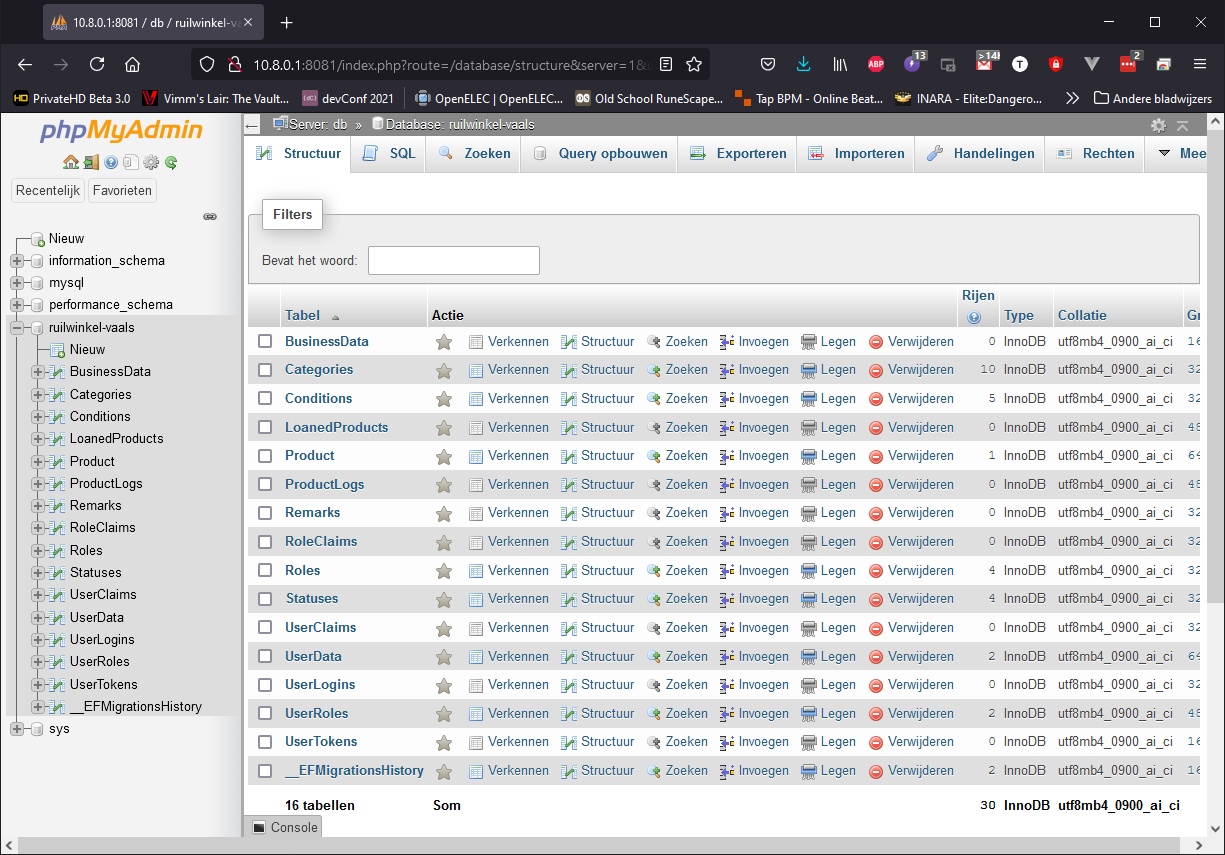 10.8.0.1:8081 / db / ruilwinkel-va
10.8.0.1:8081/index.php?route=/database/structure&server=1&
ABP 13 >14! T 2
PrivateHD Beta 3.0 Vimm's Lair: The Vault... devConf 2021 OpenELEC | OpenELEC... Old School RuneScape... Tap BPM - Online Beat... INARA - Elite:Dangero... Andere bladwijzers
phpMyAdmin
Recentelijk Favorieten
Nieuw
information_schema
mysql
performance_schema
ruilwinkel-vaals
Nieuw
BusinessData
Categories
Conditions
LoanedProducts
Product
ProductLogs
Remarks
RoleClaims
Roles
Statuses
UserClaims
UserData
UserLogins
UserRoles
UserTokens
__EFMigrationsHistory
sys
Server: db » Database: ruilwinkel-vaals
Structuur SQL Zoeken Query opbouwen Exporteren Importeren Handelingen Rechten Mee
Filters
Bevat het woord:
Tabel Actie Rijen Type Collatie Gr
BusinessData Verkennen Structuur Zoeken Invoegen Legen Verwijderen 0 InnoDB utf8mb4_0900_ai_ci 16
Categories Verkennen Structuur Zoeken Invoegen Legen Verwijderen 10 InnoDB utf8mb4_0900_ai_ci 32
Conditions Verkennen Structuur Zoeken Invoegen Legen Verwijderen 5 InnoDB utf8mb4_0900_ai_ci 32
LoanedProducts Verkennen Structuur Zoeken Invoegen Legen Verwijderen 0 InnoDB utf8mb4_0900_ai_ci 48
Product Verkennen Structuur Zoeken Invoegen Legen Verwijderen 1 InnoDB utf8mb4_0900_ai_ci 64
ProductLogs Verkennen Structuur Zoeken Invoegen Legen Verwijderen 0 InnoDB utf8mb4_0900_ai_ci 48
Remarks Verkennen Structuur Zoeken Invoegen Legen Verwijderen 0 InnoDB utf8mb4_0900_ai_ci 32
RoleClaims Verkennen Structuur Zoeken Invoegen Legen Verwijderen 0 InnoDB utf8mb4_0900_ai_ci 32
Roles Verkennen Structuur Zoeken Invoegen Legen Verwijderen 4 InnoDB utf8mb4_0900_ai_ci 32
Statuses Verkennen Structuur Zoeken Invoegen Legen Verwijderen 4 InnoDB utf8mb4_0900_ai_ci 32
UserClaims Verkennen Structuur Zoeken Invoegen Legen Verwijderen 0 InnoDB utf8mb4_0900_ai_ci 32
UserData Verkennen Structuur Zoeken Invoegen Legen Verwijderen 2 InnoDB utf8mb4_0900_ai_ci 64
UserLogins Verkennen Structuur Zoeken Invoegen Legen Verwijderen 0 InnoDB utf8mb4_0900_ai_ci 32
UserRoles Verkennen Structuur Zoeken Invoegen Legen Verwijderen 2 InnoDB utf8mb4_0900_ai_ci 48
UserTokens Verkennen Structuur Zoeken Invoegen Legen Verwijderen 0 InnoDB utf8mb4_0900_ai_ci 16
__EFMigrationsHistory Verkennen Structuur Zoeken Invoegen Legen Verwijderen 2 InnoDB utf8mb4_0900_ai_ci 16
16 tabellen Som 30 InnoDB utf8mb4_0900_ai_ci
Console